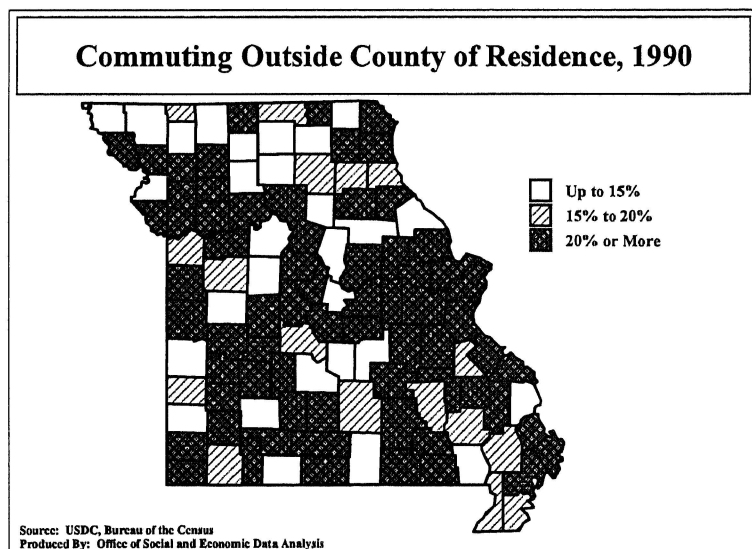 Commuting Outside County of Residence, 1990
Up to 15%
15% to 20%
20% or More
Source: USDC, Bureau of the Census
Produced By: Office of Social and Economic Data Analysis